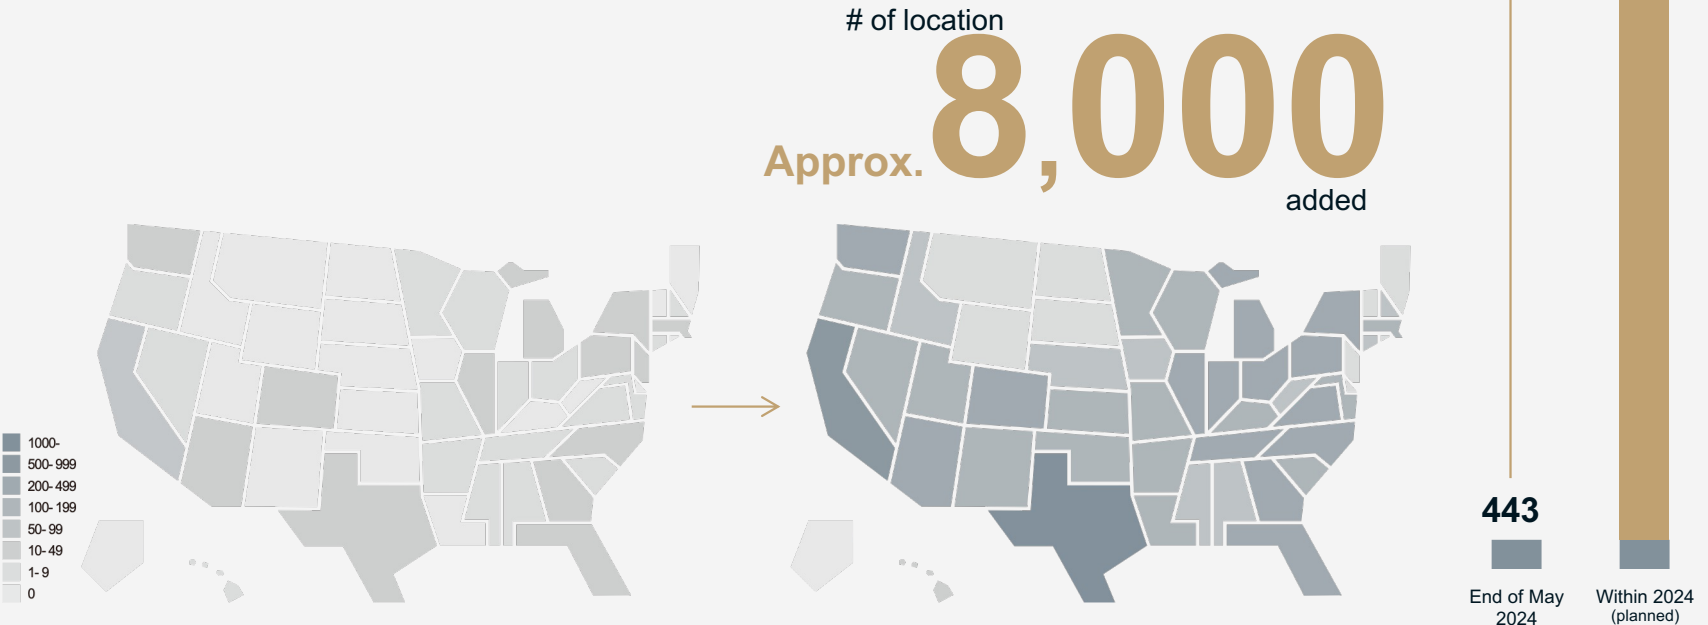 # of location
Approx. 8,000
added
1000-
500- 999
200- 499
100- 199
50- 99
10- 49
1- 9
0
443
End of May
2024
Within 2024
(planned)